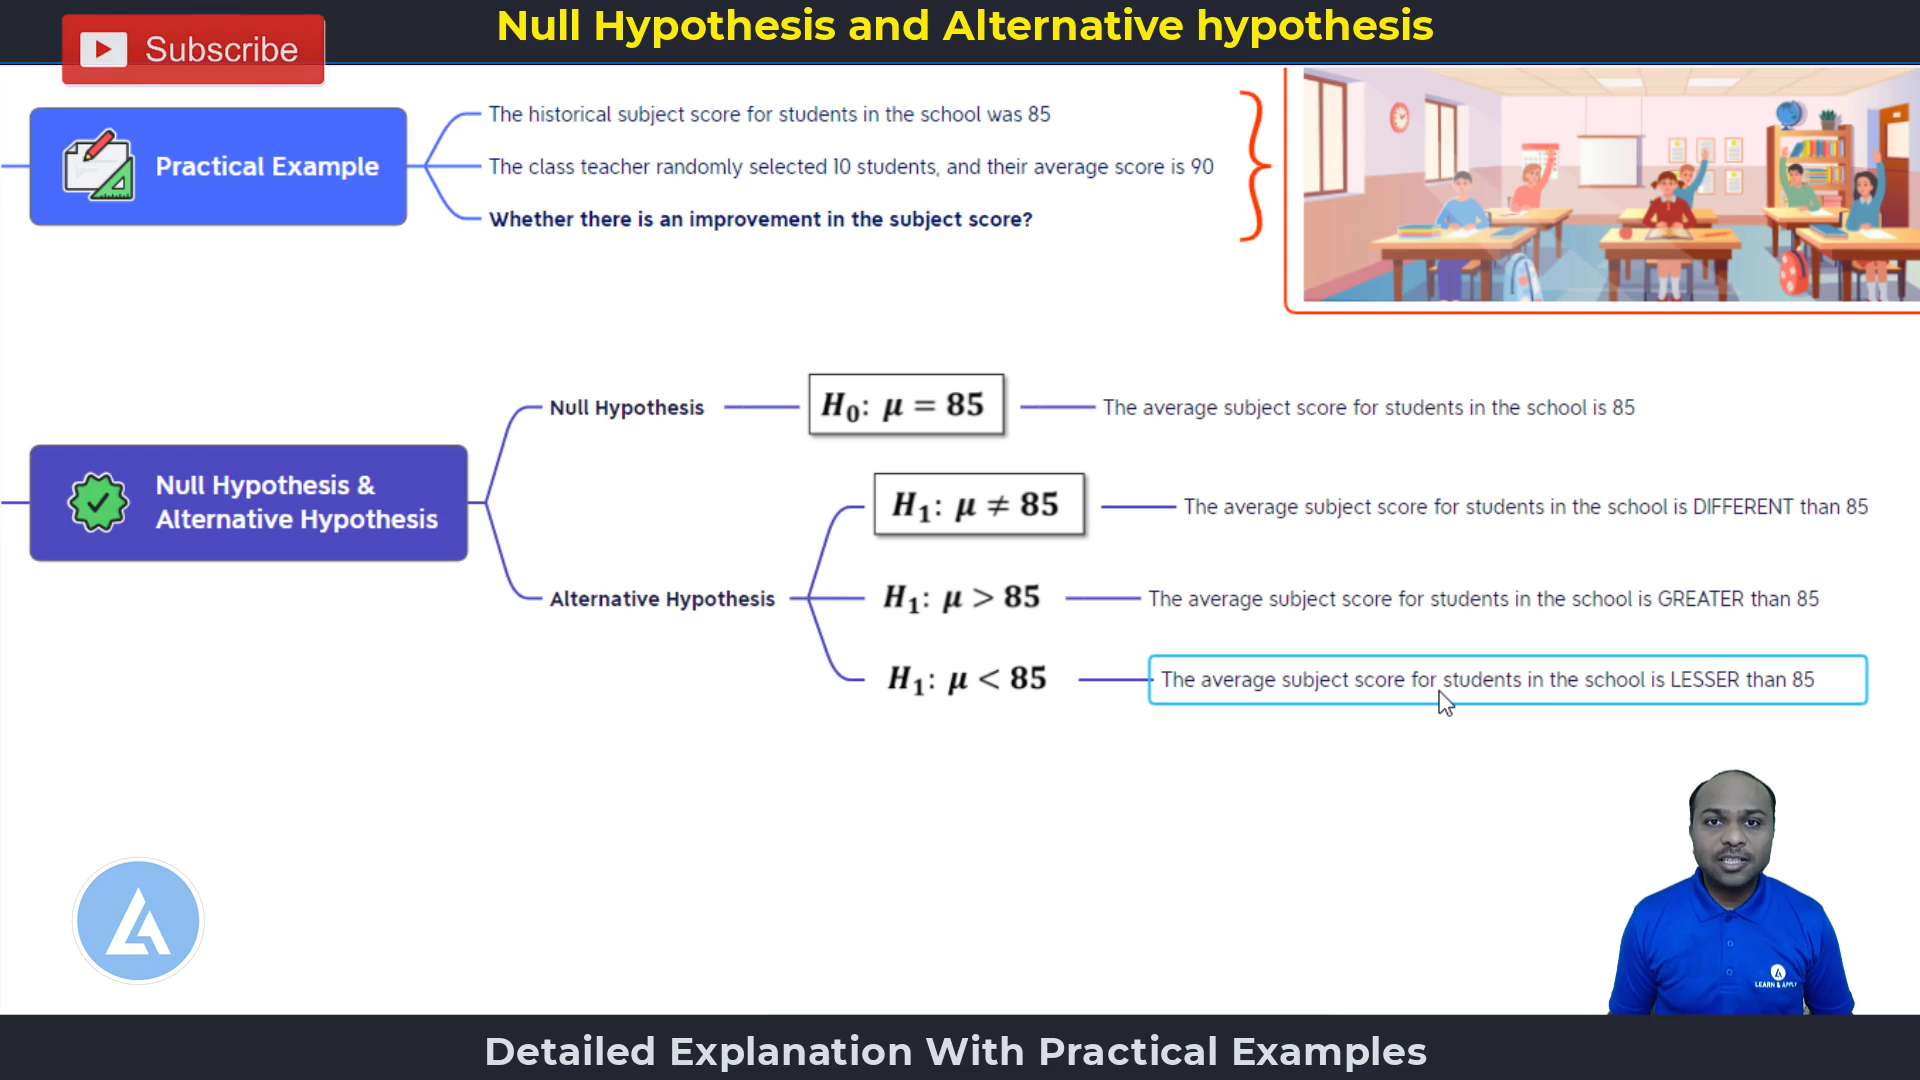 Null Hypothesis and Alternative hypothesis
Subscribe
Practical Example
The historical subject score for students in the school was 85
The class teacher randomly selected 10 students, and their average score is 90
Whether there is an improvement in the subject score?
Null Hypothesis &
Alternative Hypothesis
Null Hypothesis
H₀: μ = 85
The average subject score for students in the school is 85
Alternative Hypothesis
H₁: μ ≠ 85
The average subject score for students in the school is DIFFERENT than 85
H₁: μ > 85
The average subject score for students in the school is GREATER than 85
H₁: μ < 85
The average subject score for students in the school is LESSER than 85
LEARN & APPLY
Detailed Explanation With Practical Examples